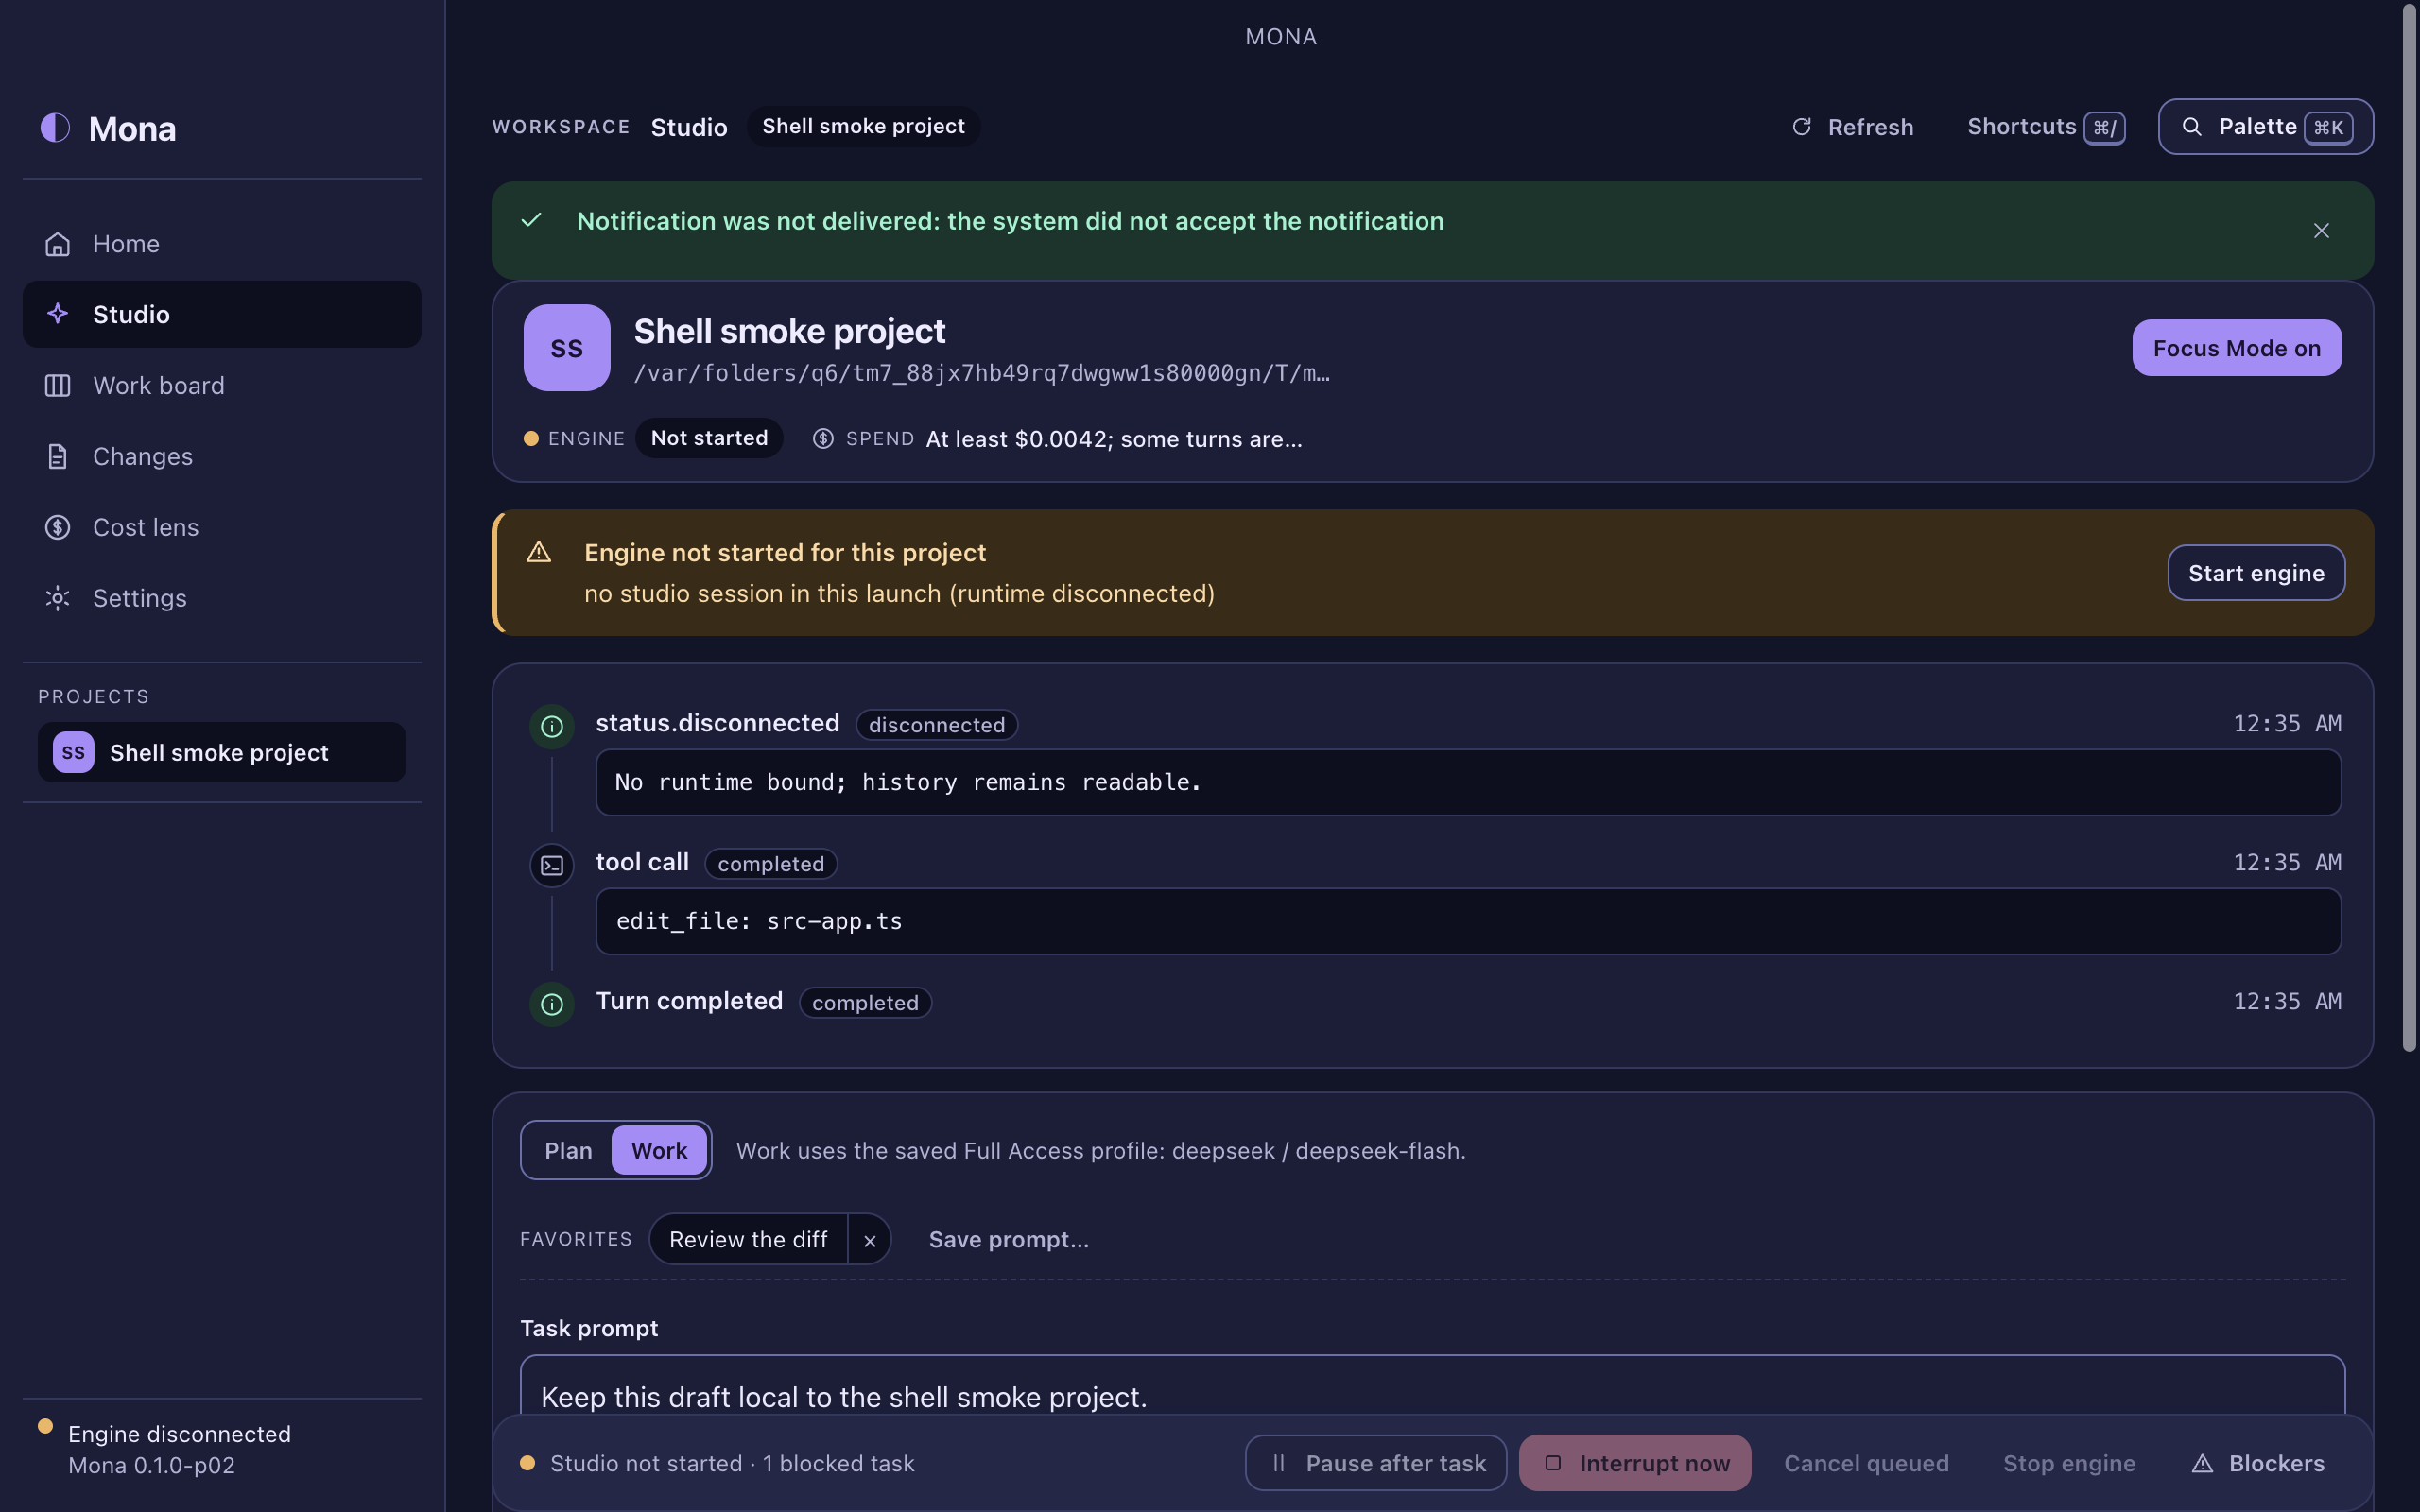 MONA
Mona
Home
Studio
Work board
Changes
Cost lens
Settings
PROJECTS
SS Shell smoke project
Engine disconnected
Mona 0.1.0-p02
WORKSPACE Studio Shell smoke project
Refresh Shortcuts ⌘/ Palette ⌘K
Notification was not delivered: the system did not accept the notification
SS
Shell smoke project
/var/folders/q6/tm7_88jx7hb49rq7dwgww1s80000gn/T/m…
Focus Mode on
ENGINE Not started SPEND At least $0.0042; some turns are…
Engine not started for this project
no studio session in this launch (runtime disconnected)
Start engine
status.disconnected disconnected 12:35 AM
No runtime bound; history remains readable.
tool call completed 12:35 AM
edit_file: src-app.ts
Turn completed completed 12:35 AM
Plan Work Work uses the saved Full Access profile: deepseek / deepseek-flash.
FAVORITES Review the diff × Save prompt…
Task prompt
Keep this draft local to the shell smoke project.
Studio not started · 1 blocked task
Pause after task Interrupt now Cancel queued Stop engine Blockers